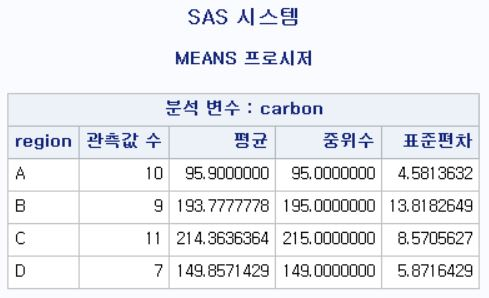 SAS 시스템
MEANS 프로시저
분석 변수 : carbon
region 관측값 수 평균 중위수 표준편차
A 10 95.9000000 95.0000000 4.5813632
B 9 193.7777778 195.0000000 13.8182649
C 11 214.3636364 215.0000000 8.5705627
D 7 149.8571429 149.0000000 5.8716429